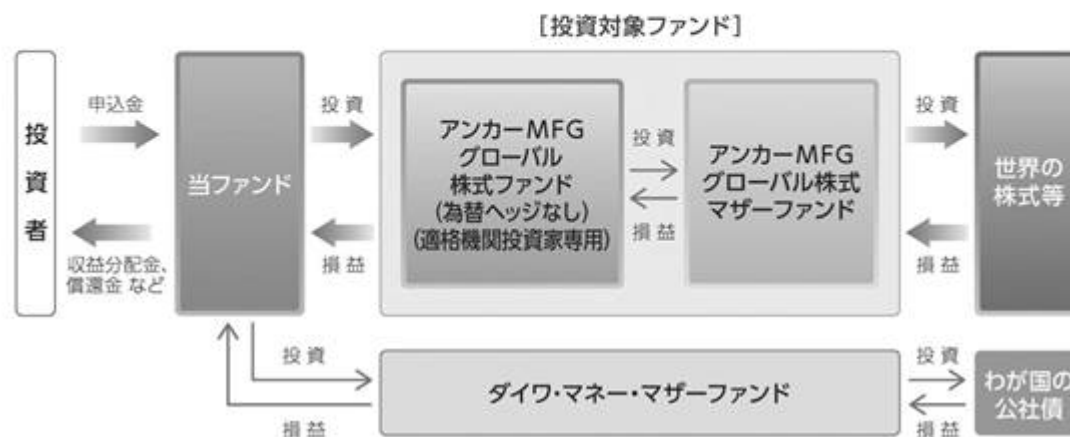 [投資対象ファンド]
投資者
申込金
収益分配金、
償還金 など
当ファンド
投資
損益
アンカーMFG
グローバル
株式ファンド
(為替ヘッジなし)
(適格機関投資家専用)
投資
損益
アンカーMFG
グローバル株式
マザーファンド
投資
損益
世界の
株式等
投資
損益
ダイワ・マネー・マザーファンド
投資
損益
わが国の
公社債